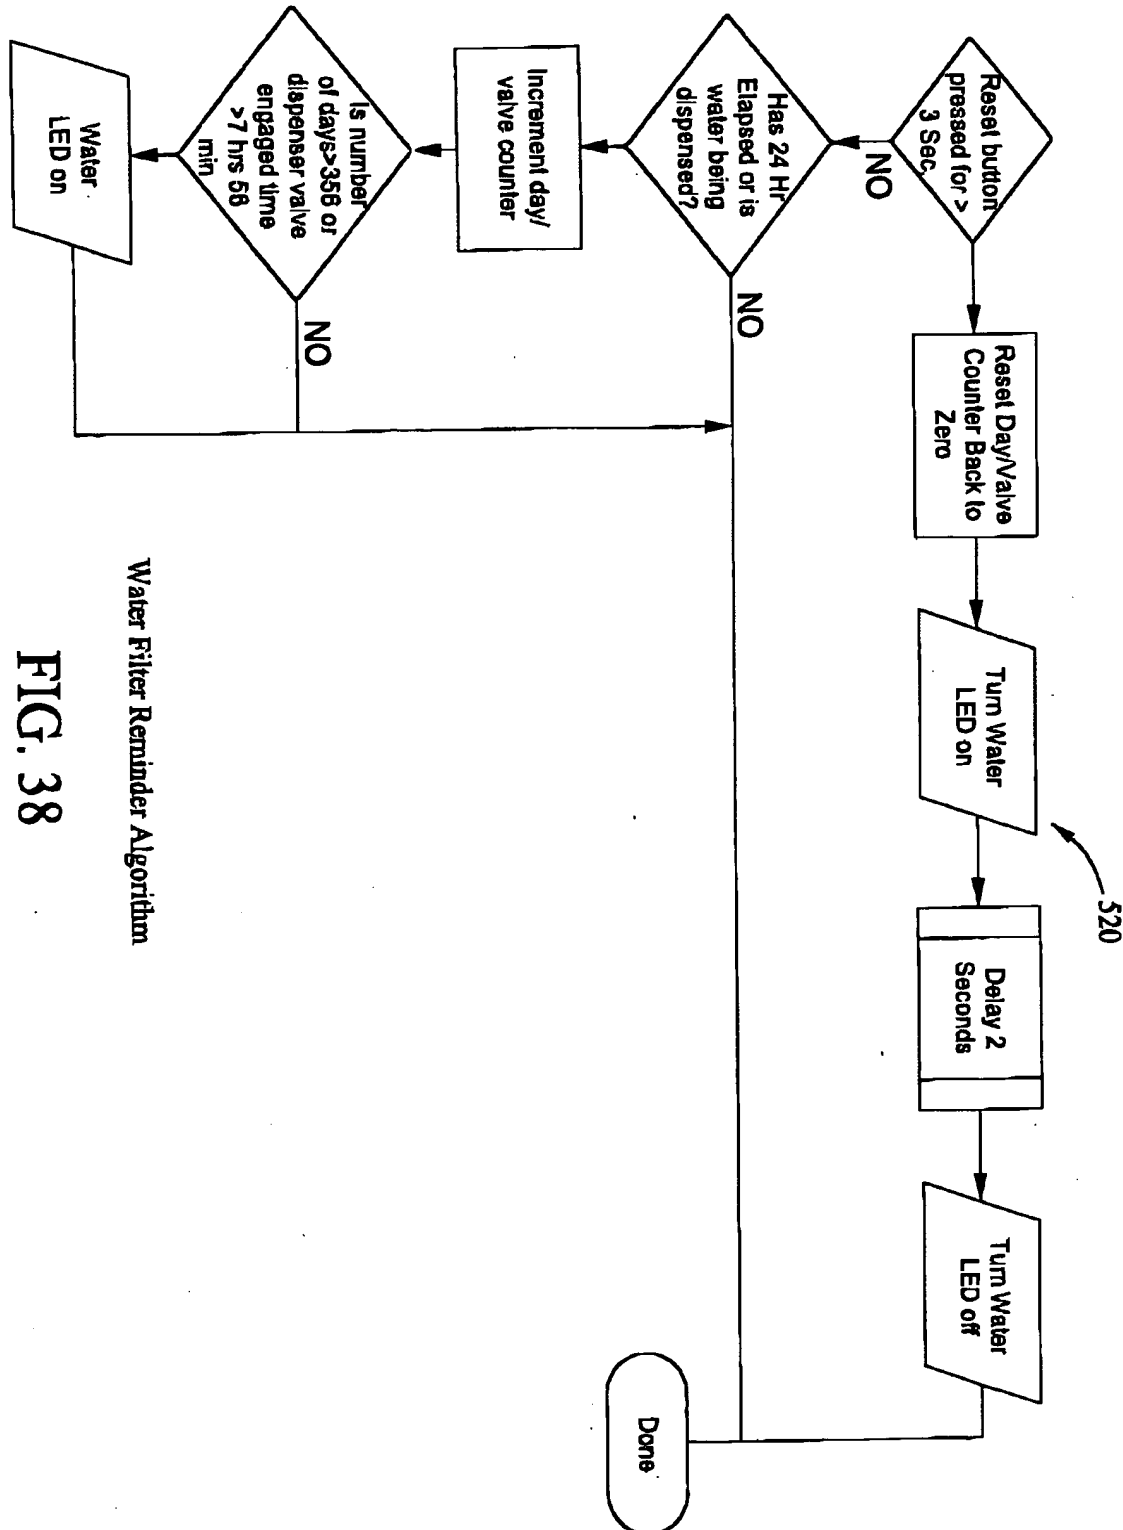 Reset button
pressed for >
3 Sec.
NO
Reset Day/Valve
Counter Back to
Zero
Turn Water
LED on
520
Delay 2
Seconds
Turn Water
LED off
Has 24 Hr
Elapsed or is
water being
dispensed?
NO
Increment day/
valve counter
Is number
of days>356 or
dispenser valve
engaged time
>7 hrs 56
min
NO
Water
LED on
Done
Water Filter Reminder Algorithm
FIG. 38